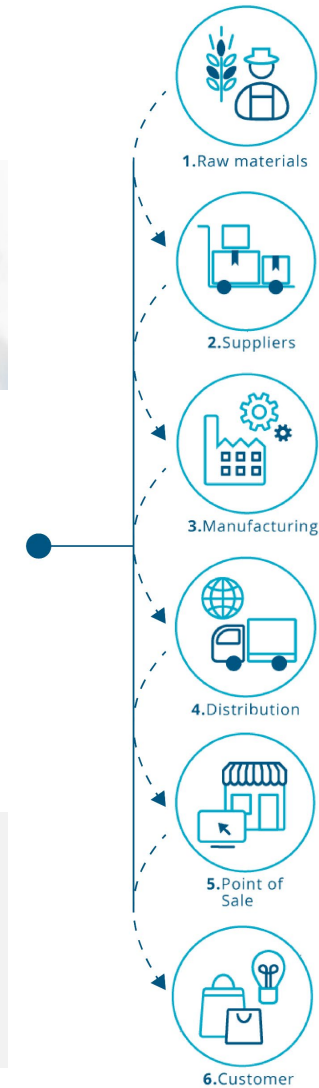 1.Raw materials
2.Suppliers
3.Manufacturing
4.Distribution
5.Point of
Sale
6.Customer